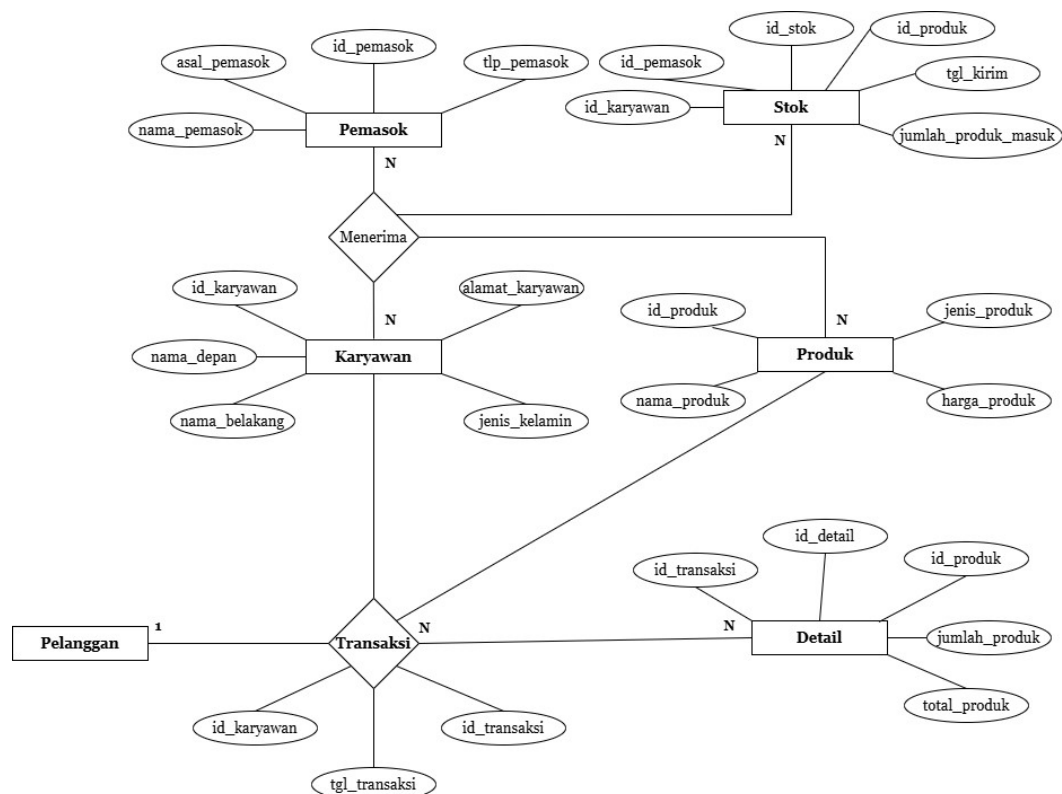 id_pemasok
asal_pemasok
tlp_pemasok
nama_pemasok
Pemasok
N
id_stok
id_produk
id_pemasok
tgl_kirim
id_karyawan
Stok
jumlah_produk_masuk
N
Menerima
id_karyawan
alamat_karyawan
N
nama_depan
Karyawan
nama_belakang
jenis_kelamin
id_produk
jenis_produk
N
Produk
nama_produk
harga_produk
id_detail
id_transaksi
id_produk
N
Detail
jumlah_produk
total_produk
Pelanggan
1
Transaksi
N
id_karyawan
id_transaksi
tgl_transaksi